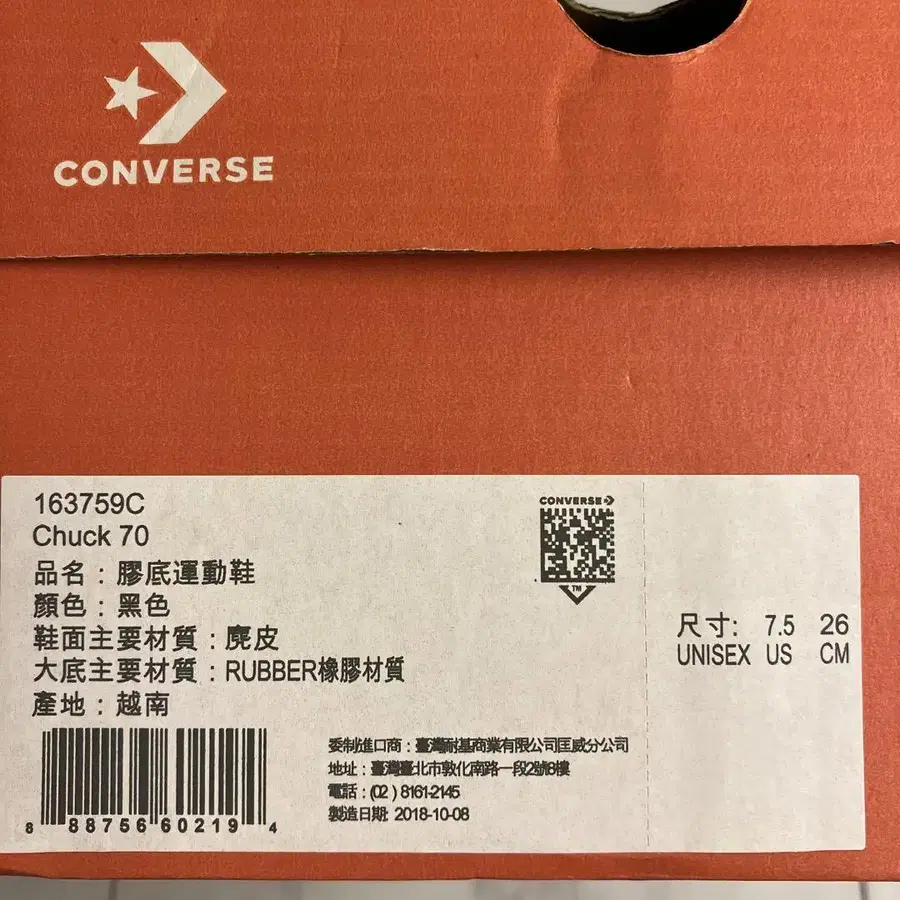 CONVERSE
163759C
Chuck 70
品名：膠底運動鞋
顏色：黑色
鞋面主要材質：麂皮
大底主要材質：RUBBER橡膠材質
產地：越南
CONVERSE
TM
尺寸: 7.5 26
UNISEX US CM
委制進口商：臺灣耐基商業有限公司匡威分公司
地址：臺灣臺北市敦化南路一段2號8樓
電話：(02 ) 8161-2145
製造日期: 2018-10-08
8 88756 60219 4